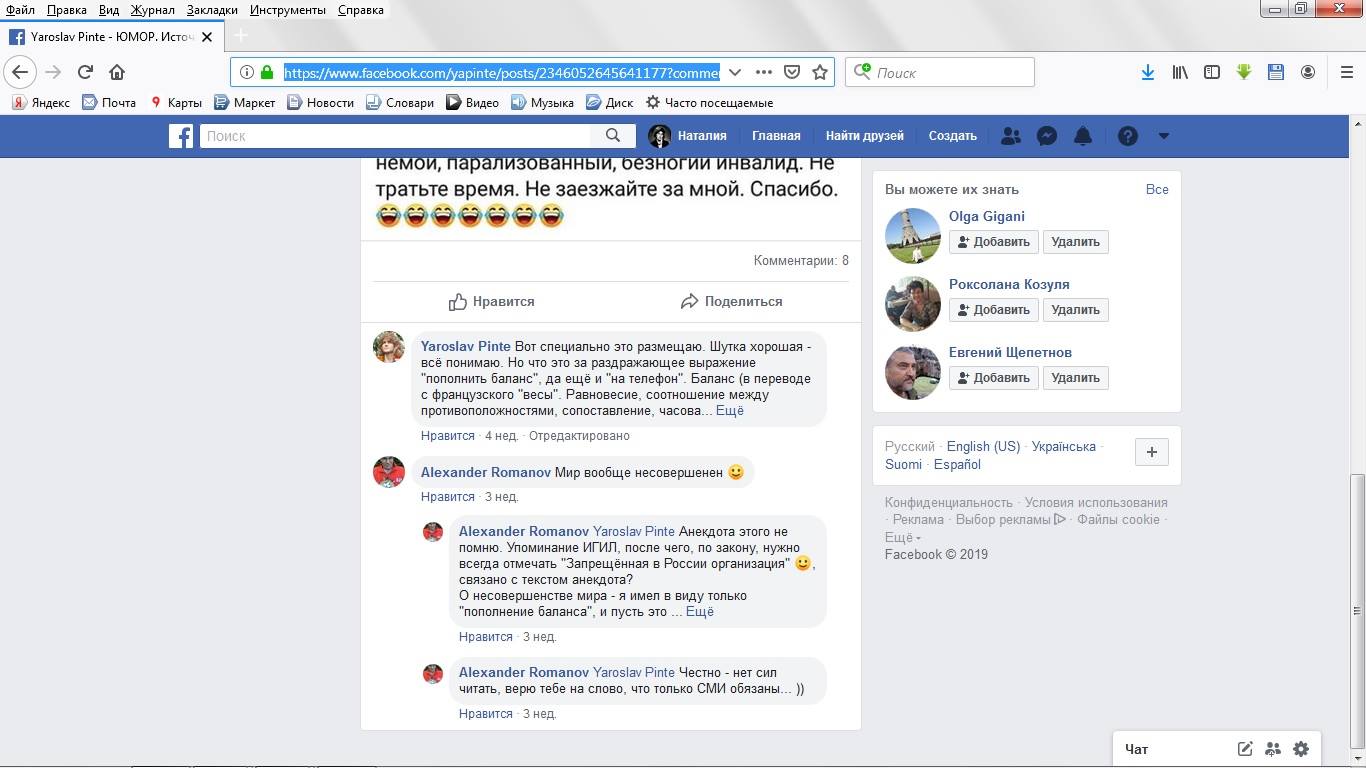 Файл Правка Вид Журнал Закладки Инструменты Справка
Yaroslav Pinte - ЮМОР. Источ
https://www.facebook.com/yapinte/posts/2346052645641177?comme
Поиск
Яндекс Почта Карты Маркет Новости Словари Видео Музыка Диск Часто посещаемые
Поиск
Наталия Главная Найти друзей Создать
немой, парализованный, безногий инвалид. Не
тратьте время. Не заезжайте за мной. Спасибо.
Комментарии: 8
Нравится Поделиться
Yaroslav Pinte Вот специально это размещаю. Шутка хорошая -
всё понимаю. Но что это за раздражающее выражение
"пополнить баланс", да ещё и "на телефон". Баланс (в переводе
с французского "весы". Равновесие, соотношение между
противоположностями, сопоставление, часова... Ещё
Нравится · 4 нед. · Отредактировано
Alexander Romanov Мир вообще несовершенен 🙂
Нравится · 3 нед.
Alexander Romanov Yaroslav Pinte Анекдота этого не
помню. Упоминание ИГИЛ, после чего, по закону, нужно
всегда отмечать "Запрещённая в России организация" 🙂,
связано с текстом анекдота?
О несовершенстве мира - я имел в виду только
"пополнение баланса", и пусть это ... Ещё
Нравится · 3 нед.
Alexander Romanov Yaroslav Pinte Честно - нет сил
читать, верю тебе на слово, что только СМИ обязаны... ))
Нравится · 3 нед.
Вы можете их знать Все
Olga Gigani
Добавить Удалить
Роксолана Козуля
Добавить Удалить
Евгений Щепетнов
Добавить Удалить
Русский · English (US) · Українська ·
Suomi · Español
Конфиденциальность · Условия использования
· Реклама · Выбор рекламы · Файлы cookie ·
Ещё
Facebook © 2019
Чат